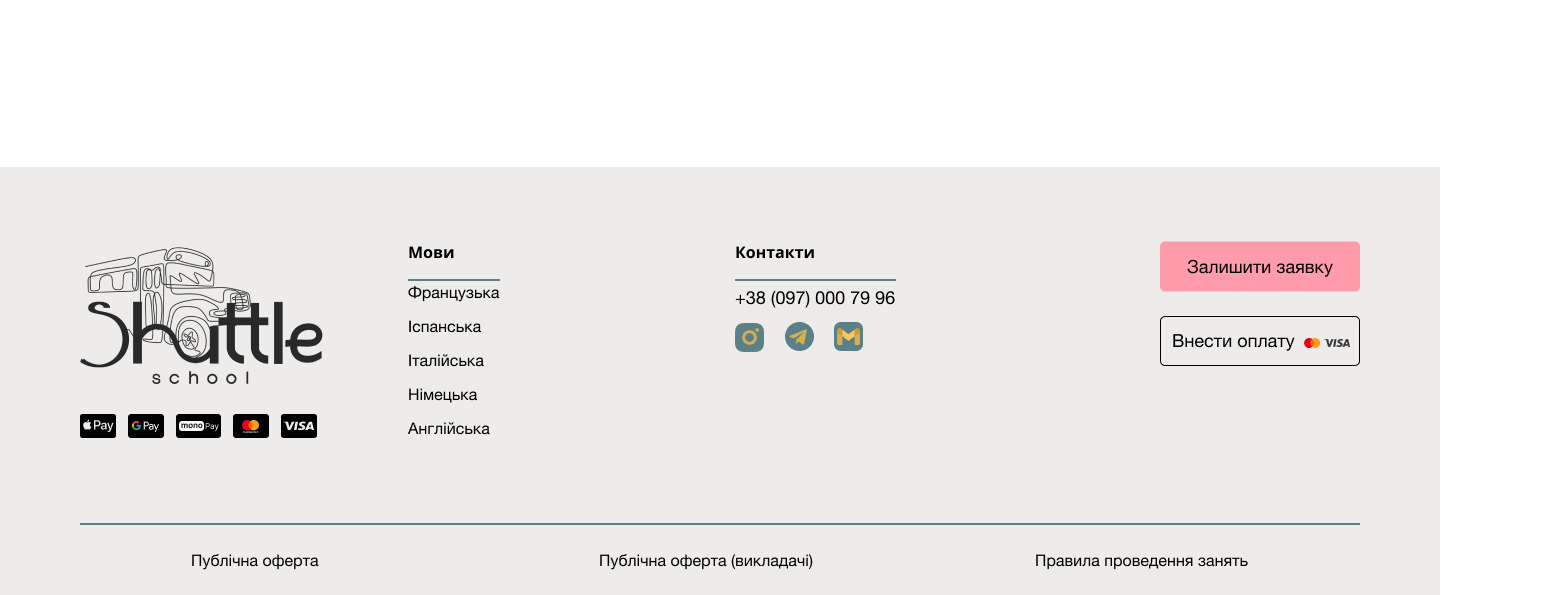 Shuttle
school
Pay
G Pay
mono Pay
VISA
Мови
Французька
Іспанська
Італійська
Німецька
Англійська
Контакти
+38 (097) 000 79 96
Залишити заявку
Внести оплату VISA
Публічна оферта
Публічна оферта (викладачі)
Правила проведення занять